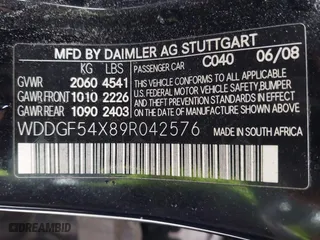 MFD BY DAIMLER AG STUTTGART
KG LBS PASSENGER CAR C040 06/08
GVWR 2060 4541
GAWR FRONT 1010 2226
GAWR REAR 1090 2403
THIS VEHICLE CONFORMS TO ALL
APPLICABLE U.S. FEDERAL
MOTOR VEHICLE SAFETY, BUMPER
AND THEFT PREVENTION
STANDARDS IN EFFECT ON THE DATE
OF MANUFACTURE SHOWN ABOVE.
WDDGF54X89R042576
MADE IN SOUTH AFRICA
© DREAMBID